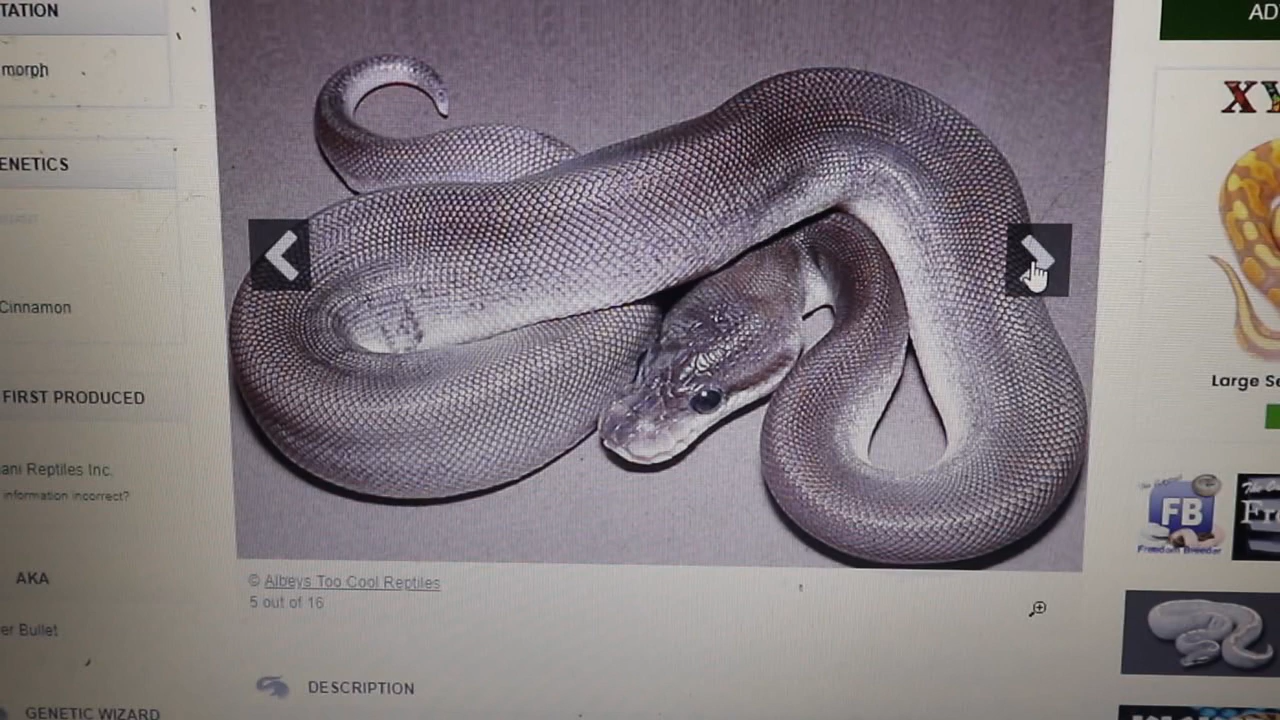 TATION
morph
ENETICS
Cinnamon
FIRST PRODUCED
ani Reptiles Inc.
information incorrect?
AKA
er Bullet
GENETIC WIZARD
© Albeys Too Cool Reptiles
5 out of 16
DESCRIPTION
AD
XY
Large Se
FB
Freedom Breeder